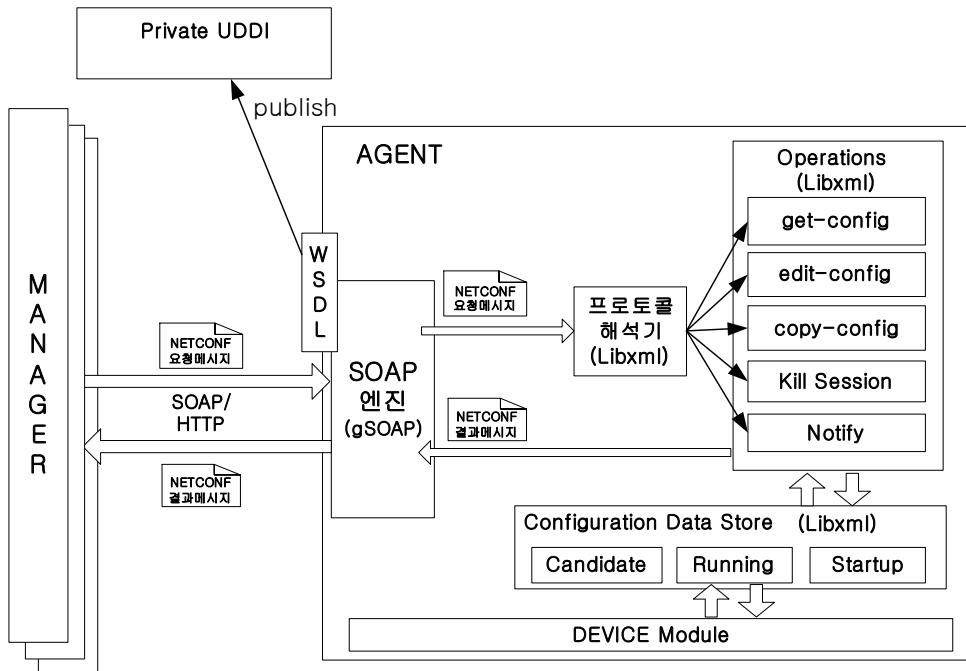 Private UDDI
publish
AGENT
Operations
(Libxml)
get-config
edit-config
copy-config
Kill Session
Notify
W
S
D
L
M
A
N
A
G
E
R
NETCONF
요청메시지
SOAP/
HTTP
NETCONF
결과메시지
SOAP
엔진
(gSOAP)
NETCONF
요청메시지
NETCONF
결과메시지
프로토콜
해석기
(Libxml)
Configuration Data Store (Libxml)
Candidate
Running
Startup
DEVICE Module